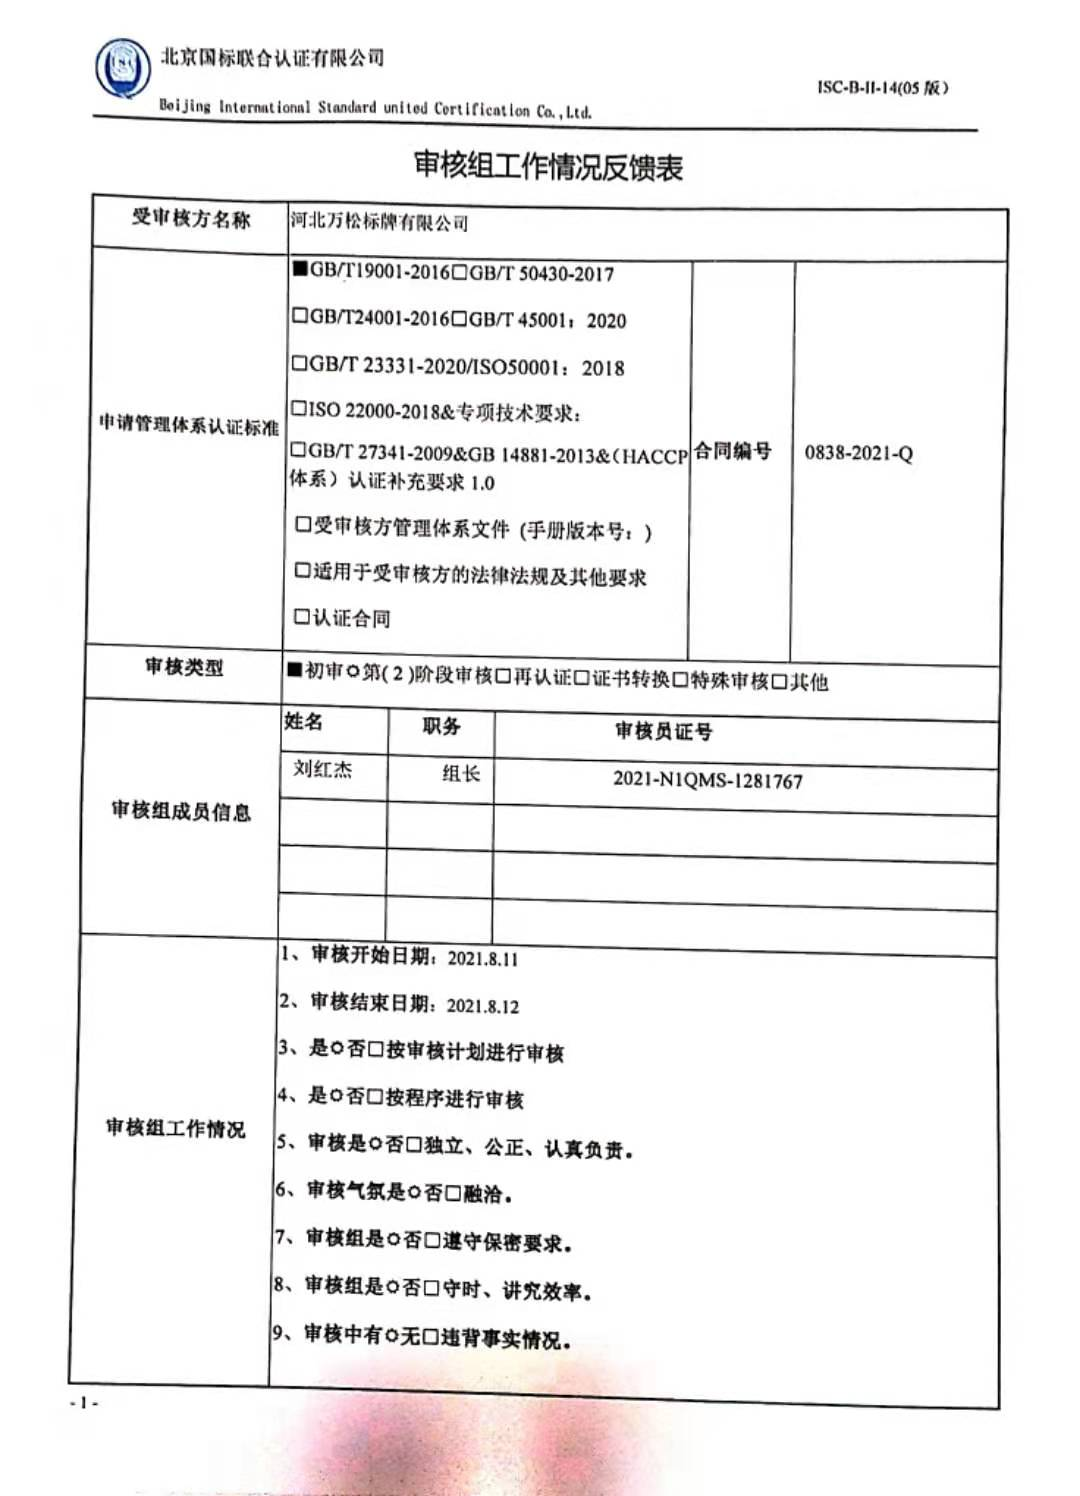 北京国标联合认证有限公司
ISC-B-II-14(05 版)
Beijing International Standard united Certification Co.,Ltd.
审核组工作情况反馈表
受审核方名称 河北万松标牌有限公司
申请管理体系认证标准
■GB/T19001-2016□GB/T 50430-2017
□GB/T24001-2016□GB/T 45001：2020
□GB/T 23331-2020/ISO50001：2018
□ISO 22000-2018&专项技术要求：
□GB/T 27341-2009&GB 14881-2013&（HACCP
体系）认证补充要求 1.0
□受审核方管理体系文件 (手册版本号：)
□适用于受审核方的法律法规及其他要求
□认证合同
合同编号 0838-2021-Q
审核类型 ■初审✿第( 2 )阶段审核□再认证□证书转换□特殊审核□其他
审核组成员信息
姓名 职务 审核员证号
刘红杰 组长 2021-N1QMS-1281767
审核组工作情况
1、审核开始日期：2021.8.11
2、审核结束日期：2021.8.12
3、是✿否□按审核计划进行审核
4、是✿否□按程序进行审核
5、审核是✿否□独立、公正、认真负责。
6、审核气氛是✿否□融洽。
7、审核组是✿否□遵守保密要求。
8、审核组是✿否□守时、讲究效率。
9、审核中有✿无□违背事实情况。
- 1 -